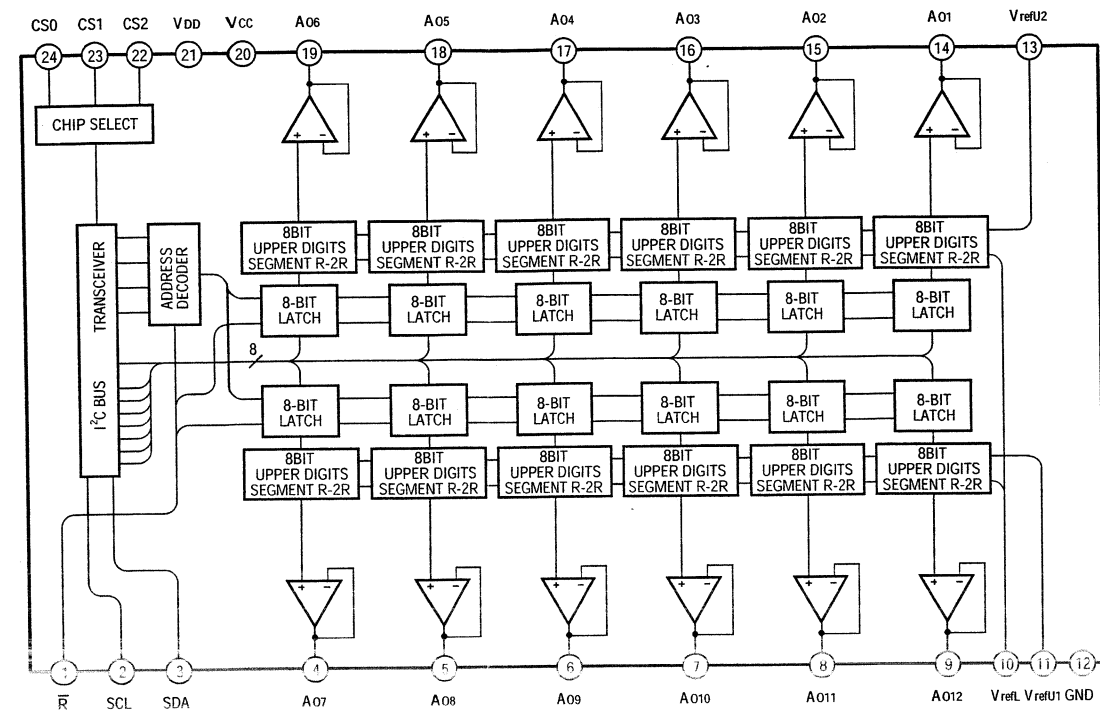 CS0 CS1 CS2 VDD VCC AO6 AO5 AO4 AO3 AO2 AO1 VrefU2
24 23 22 21 20 19 18 17 16 15 14 13
CHIP SELECT
+ − + − + − + − + − + −
I²C BUS TRANSCEIVER
ADDRESS
DECODER
8BIT
UPPER DIGITS
SEGMENT R-2R
8BIT
UPPER DIGITS
SEGMENT R-2R
8BIT
UPPER DIGITS
SEGMENT R-2R
8BIT
UPPER DIGITS
SEGMENT R-2R
8BIT
UPPER DIGITS
SEGMENT R-2R
8BIT
UPPER DIGITS
SEGMENT R-2R
8-BIT
LATCH
8-BIT
LATCH
8-BIT
LATCH
8-BIT
LATCH
8-BIT
LATCH
8-BIT
LATCH
8
8-BIT
LATCH
8-BIT
LATCH
8-BIT
LATCH
8-BIT
LATCH
8-BIT
LATCH
8-BIT
LATCH
8BIT
UPPER DIGITS
SEGMENT R-2R
8BIT
UPPER DIGITS
SEGMENT R-2R
8BIT
UPPER DIGITS
SEGMENT R-2R
8BIT
UPPER DIGITS
SEGMENT R-2R
8BIT
UPPER DIGITS
SEGMENT R-2R
8BIT
UPPER DIGITS
SEGMENT R-2R
+ − + − + − + − + − + −
1 2 3 4 5 6 7 8 9 10 11 12
R̅ SCL SDA AO7 AO8 AO9 AO10 AO11 AO12 VrefL VrefU1 GND